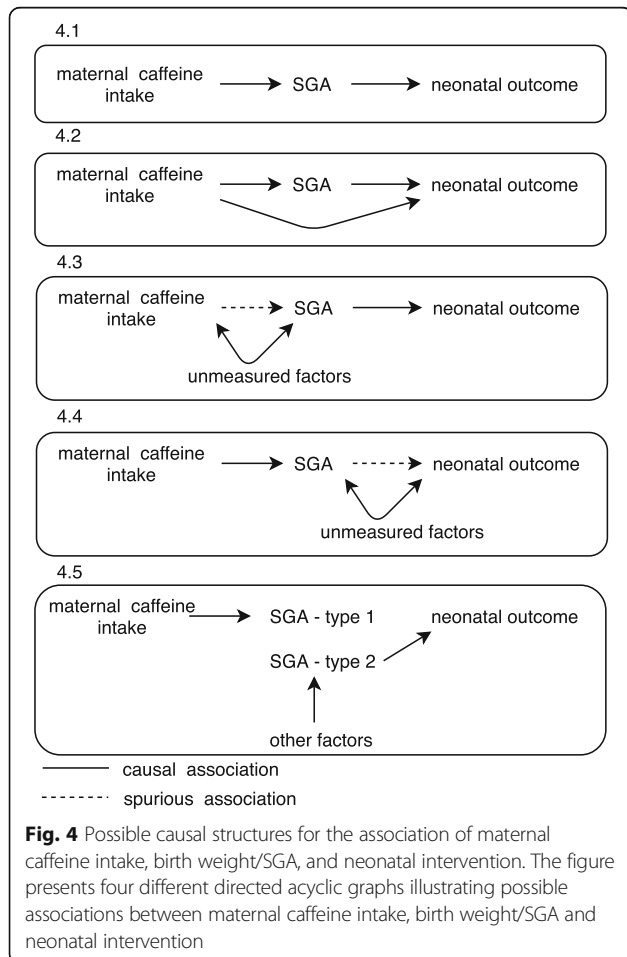 4.1
maternal caffeine
intake
SGA
neonatal outcome
4.2
maternal caffeine
intake
SGA
neonatal outcome
4.3
maternal caffeine
intake
SGA
neonatal outcome
unmeasured factors
4.4
maternal caffeine
intake
SGA
neonatal outcome
unmeasured factors
4.5
maternal caffeine
intake
SGA - type 1
neonatal outcome
SGA - type 2
other factors
causal association
spurious association
Fig. 4 Possible causal structures for the association of maternal
caffeine intake, birth weight/SGA, and neonatal intervention. The figure
presents four different directed acyclic graphs illustrating possible
associations between maternal caffeine intake, birth weight/SGA and
neonatal intervention